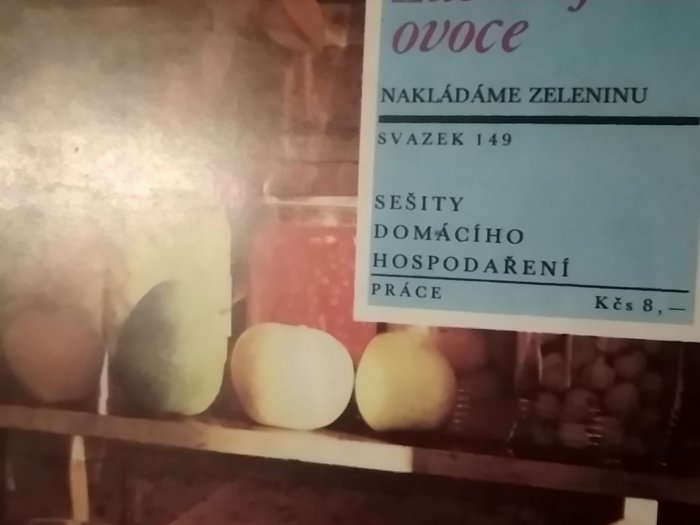 ovoce
NAKLÁDÁME ZELENINU
SVAZEK 149
SEŠITY
DOMÁCÍHO
HOSPODAŘENÍ
PRÁCE
Kčs 8,—